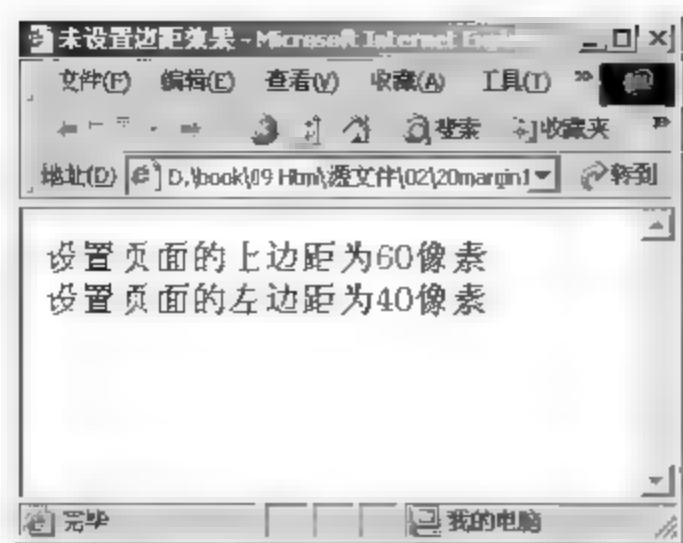 未设置边距效果 - Microsoft Internet
文件(F) 编辑(E) 查看(V) 收藏(A) 工具(T) »
搜索 收藏夹 »
地址(D) D:\book\09 Html\源文件\02\20margin1 转到
设置页面的上边距为60像素
设置页面的左边距为40像素
完毕 我的电脑